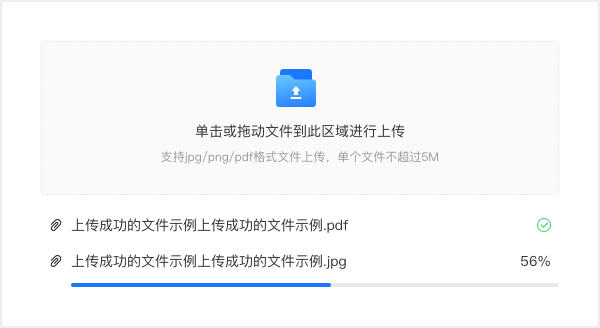 单击或拖动文件到此区域进行上传
支持jpg/png/pdf格式文件上传，单个文件不超过5M
上传成功的文件示例上传成功的文件示例.pdf
上传成功的文件示例上传成功的文件示例.jpg 56%